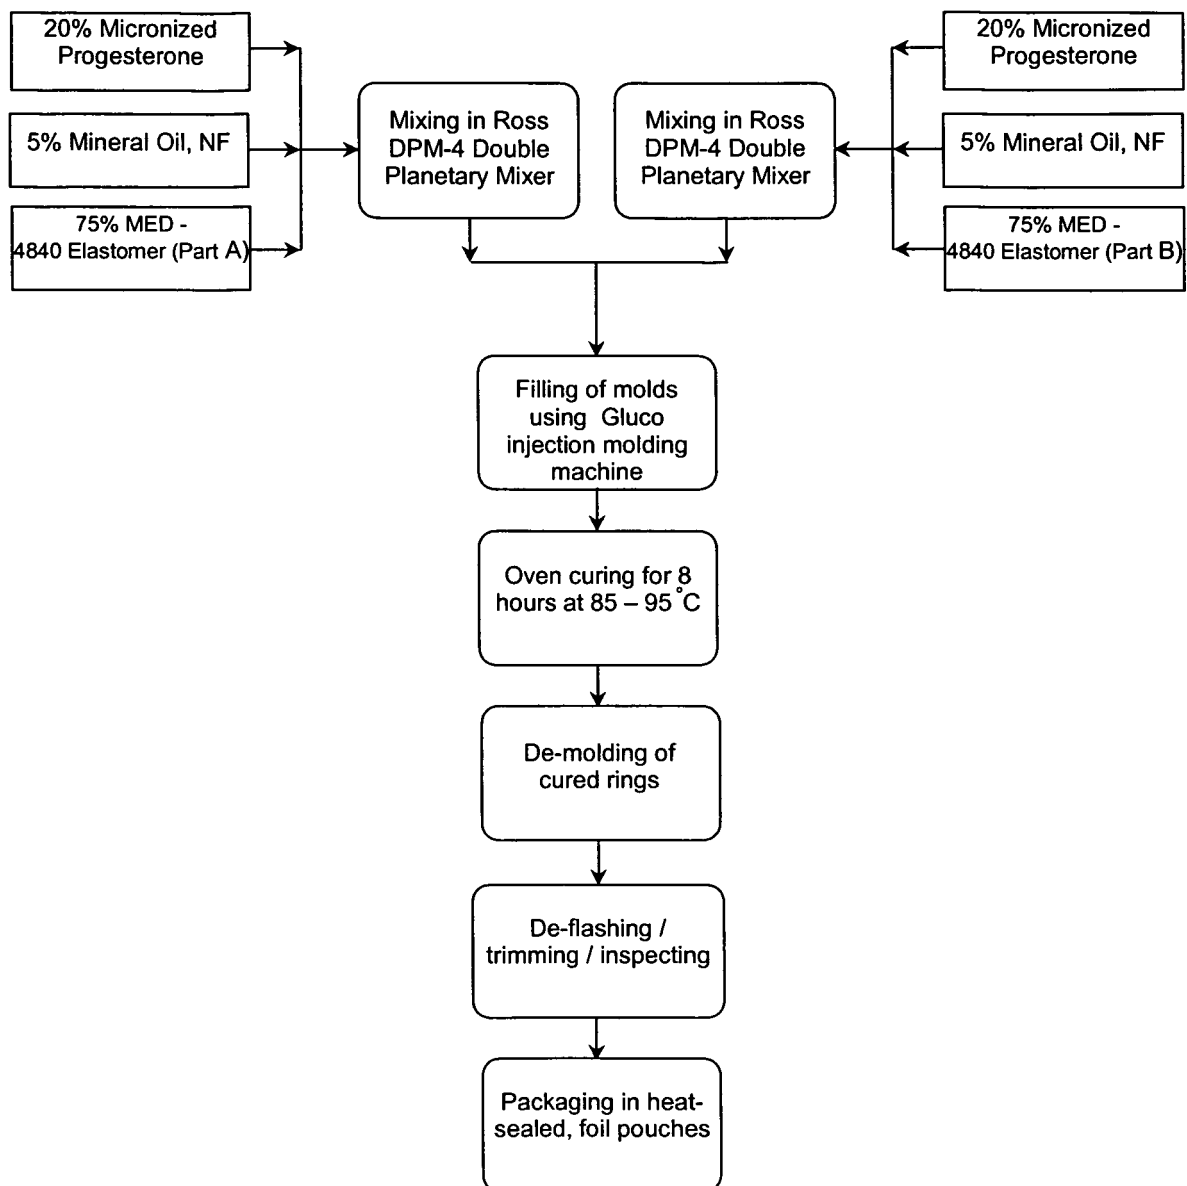 20% Micronized
Progesterone
5% Mineral Oil, NF
75% MED -
4840 Elastomer (Part A)
Mixing in Ross
DPM-4 Double
Planetary Mixer
Mixing in Ross
DPM-4 Double
Planetary Mixer
20% Micronized
Progesterone
5% Mineral Oil, NF
75% MED -
4840 Elastomer (Part B)
Filling of molds
using Gluco
injection molding
machine
Oven curing for 8
hours at 85 – 95 °C
De-molding of
cured rings
De-flashing /
trimming / inspecting
Packaging in heat-
sealed, foil pouches